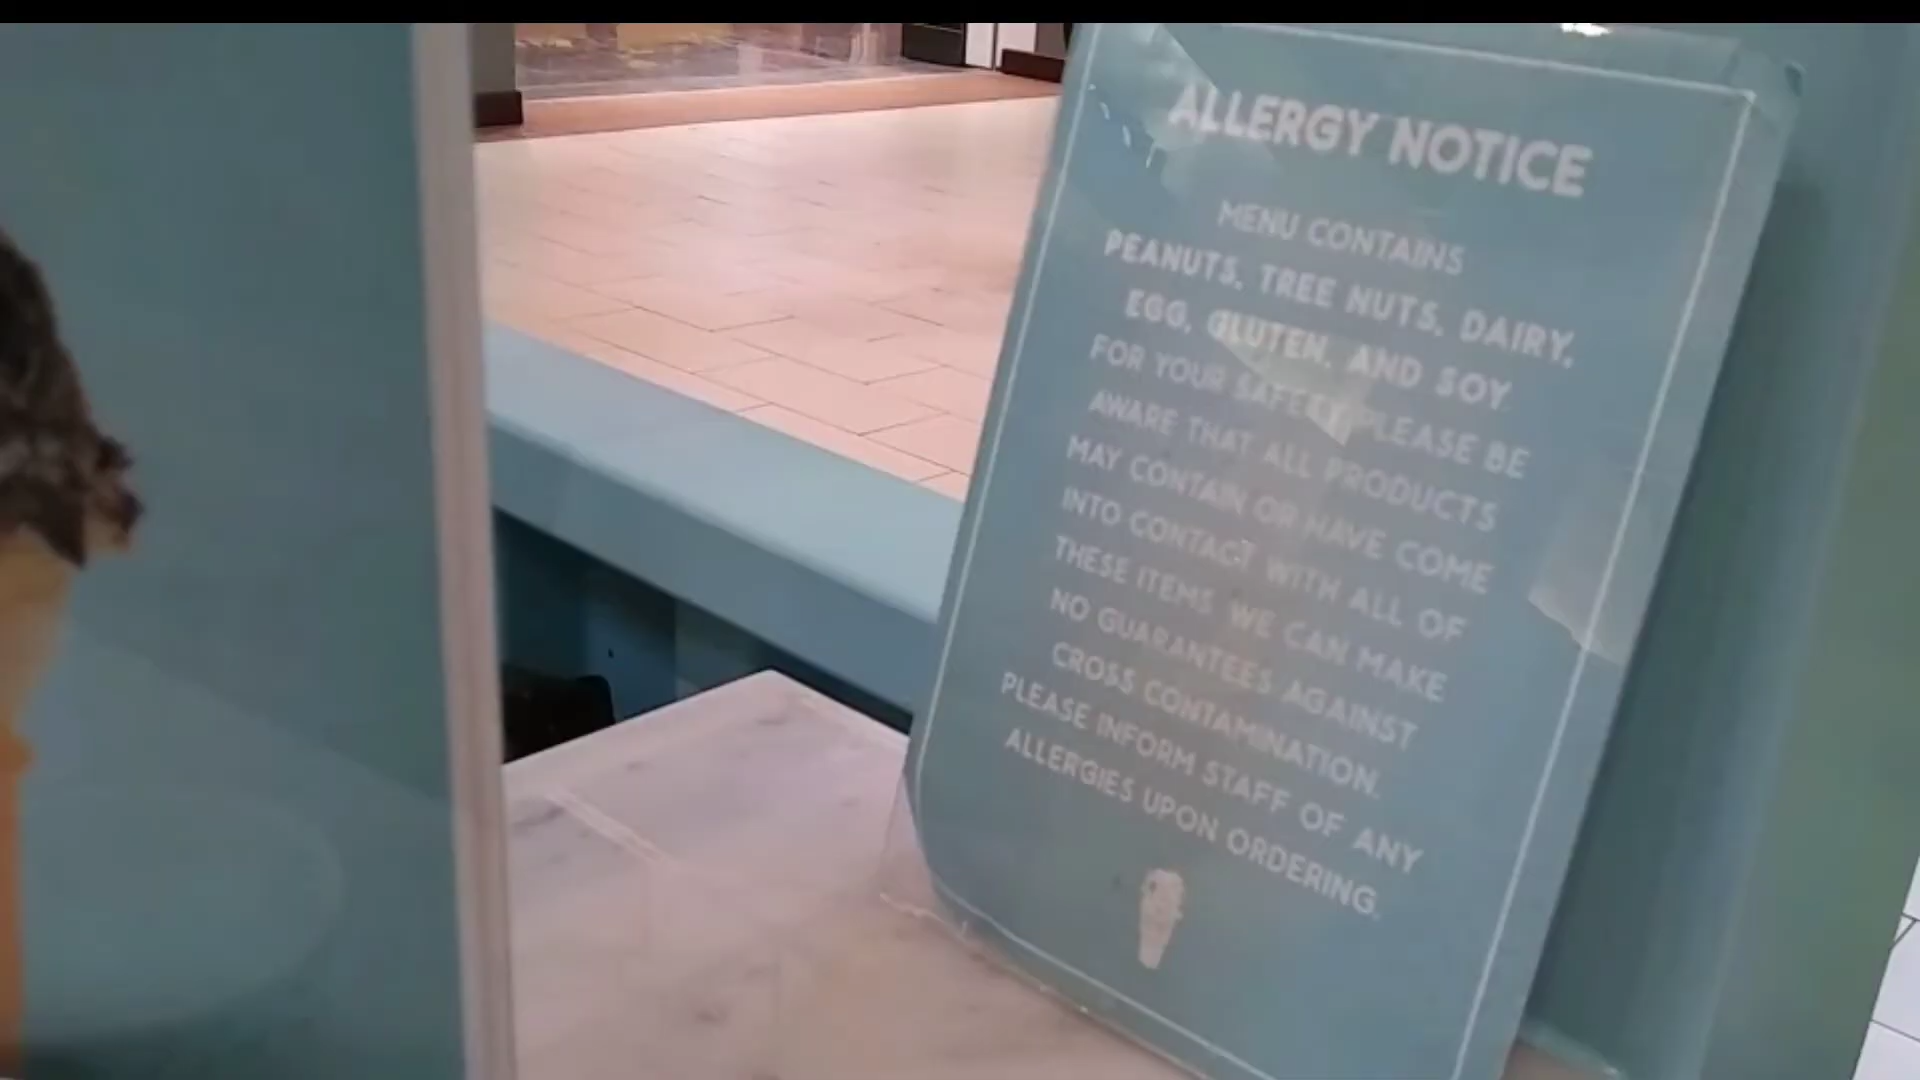 ALLERGY NOTICE
MENU CONTAINS
PEANUTS, TREE NUTS, DAIRY,
EGG, GLUTEN, AND SOY
FOR YOUR SAFETY PLEASE BE
AWARE THAT ALL PRODUCTS
MAY CONTAIN OR HAVE COME
INTO CONTACT WITH ALL OF
THESE ITEMS WE CAN MAKE
NO GUARANTEES AGAINST
CROSS CONTAMINATION.
PLEASE INFORM STAFF OF ANY
ALLERGIES UPON ORDERING.